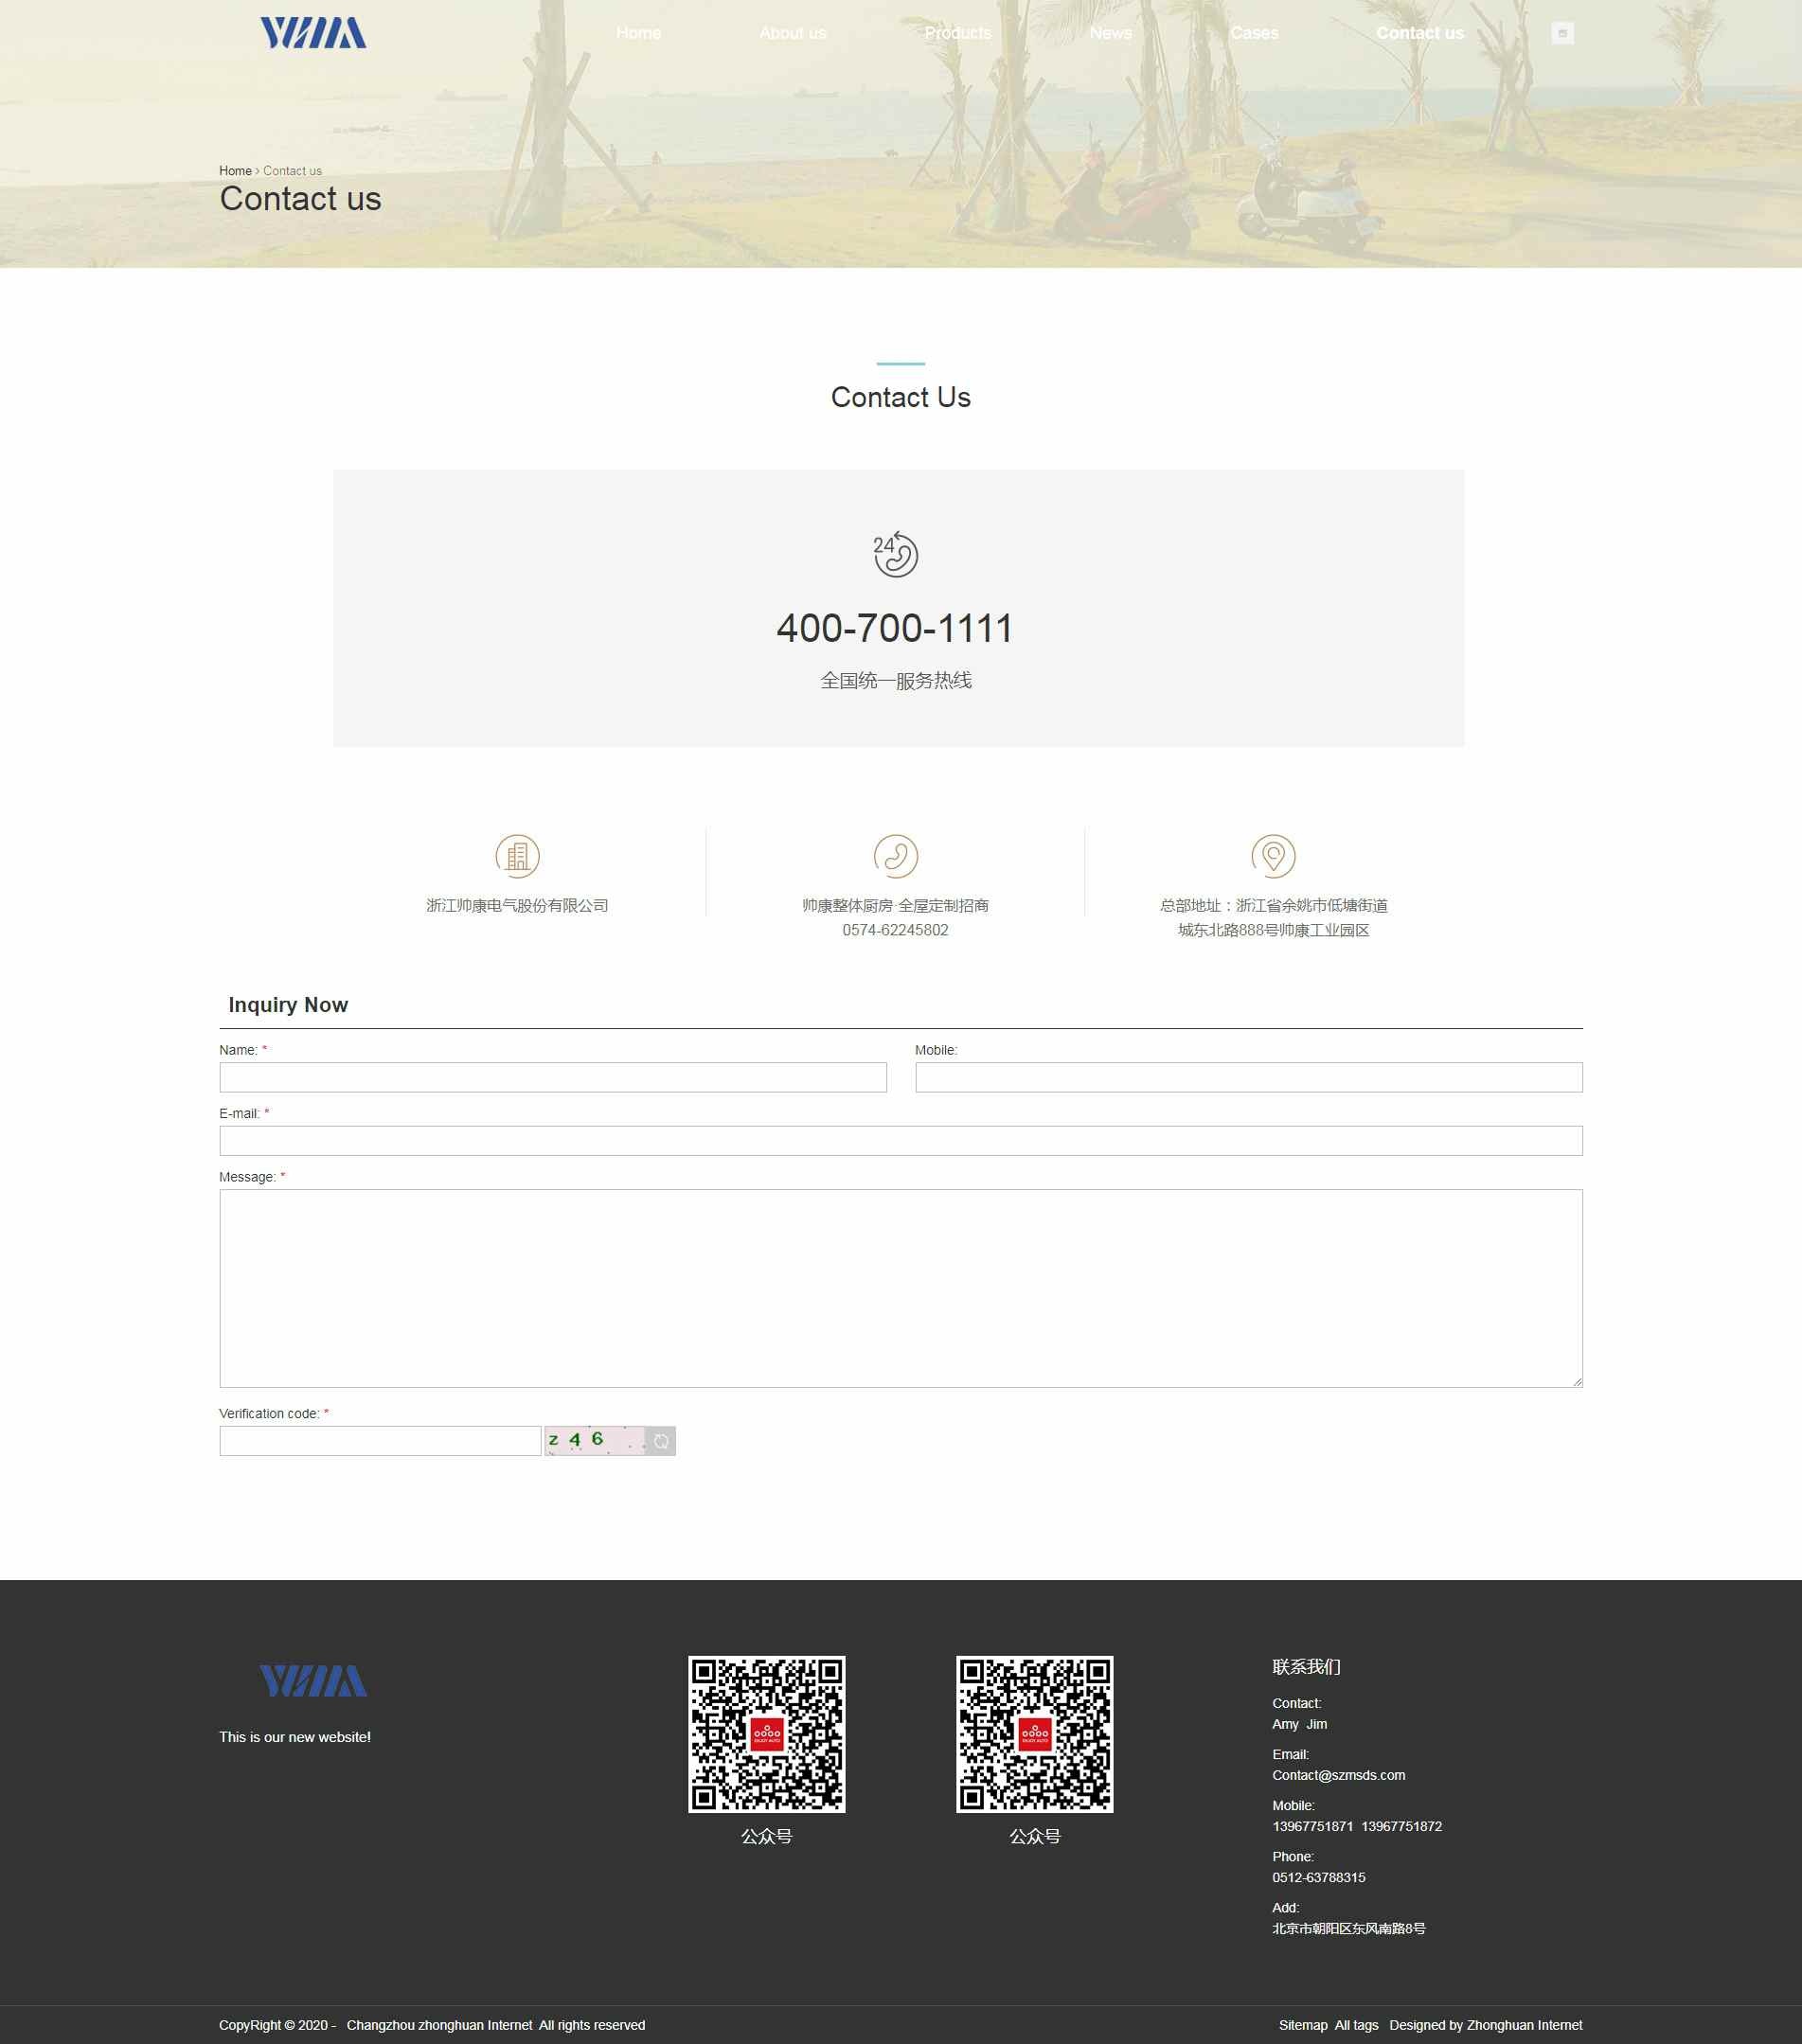 Home
About us
Products
News
Cases
Contact us
Home › Contact us
Contact us
Contact Us
24
400-700-1111
全国统一服务热线
浙江帅康电气股份有限公司
帅康整体厨房·全屋定制招商
0574-62245802
总部地址：浙江省余姚市低塘街道
城东北路888号帅康工业园区
Inquiry Now
Name: *
Mobile:
E-mail: *
Message: *
Verification code: *
z 4 6
This is our new website!
ENJOY AUTO
公众号
ENJOY AUTO
公众号
联系我们
Contact:
Amy Jim
Email:
Contact@szmsds.com
Mobile:
13967751871 13967751872
Phone:
0512-63788315
Add:
北京市朝阳区东风南路8号
CopyRight © 2020 - Changzhou zhonghuan Internet All rights reserved
Sitemap All tags Designed by Zhonghuan Internet